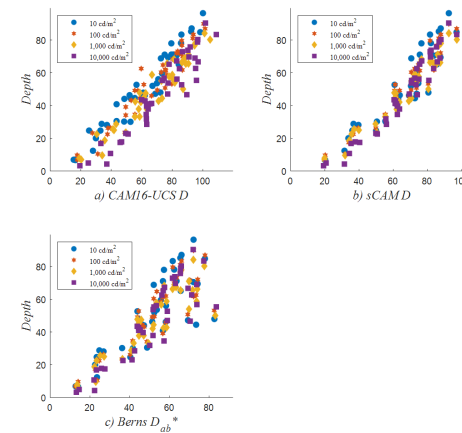 Depth
80
60
40
20
0
10 cd/m²
100 cd/m²
1,000 cd/m²
10,000 cd/m²
0 20 40 60 80 100
a) CAM16-UCS D
Depth
80
60
40
20
0
10 cd/m²
100 cd/m²
1,000 cd/m²
10,000 cd/m²
0 20 40 60 80 100
b) sCAM D
Depth
80
60
40
20
0
10 cd/m²
100 cd/m²
1,000 cd/m²
10,000 cd/m²
0 20 40 60 80
c) Berns D_ab*